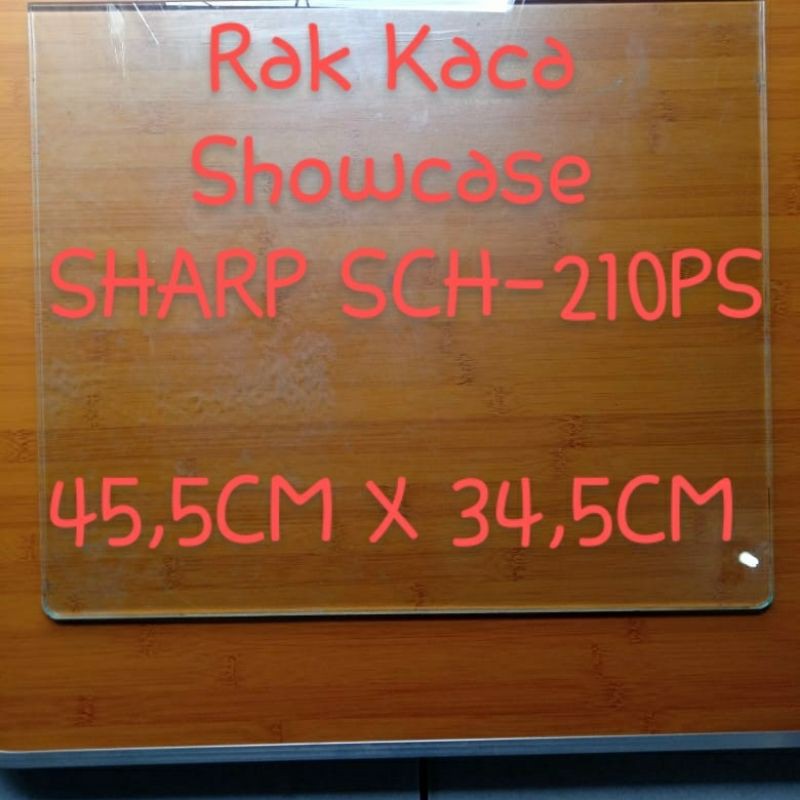 Rak Kaca
Showcase
SHARP SCH-210PS
45,5CM X 34,5CM